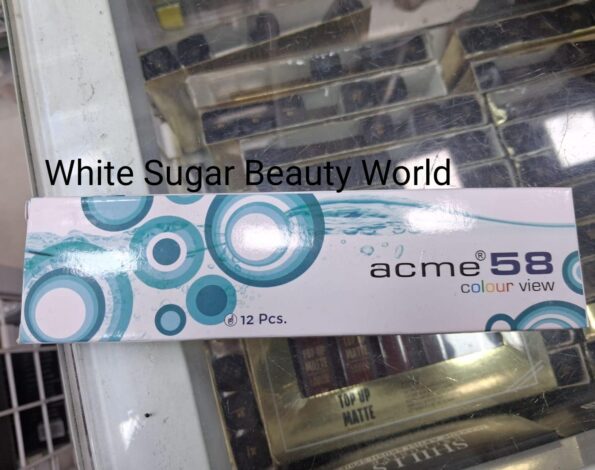 White Sugar Beauty World
acme® 58
colour view
12 Pcs.
TOP UP
MATTE